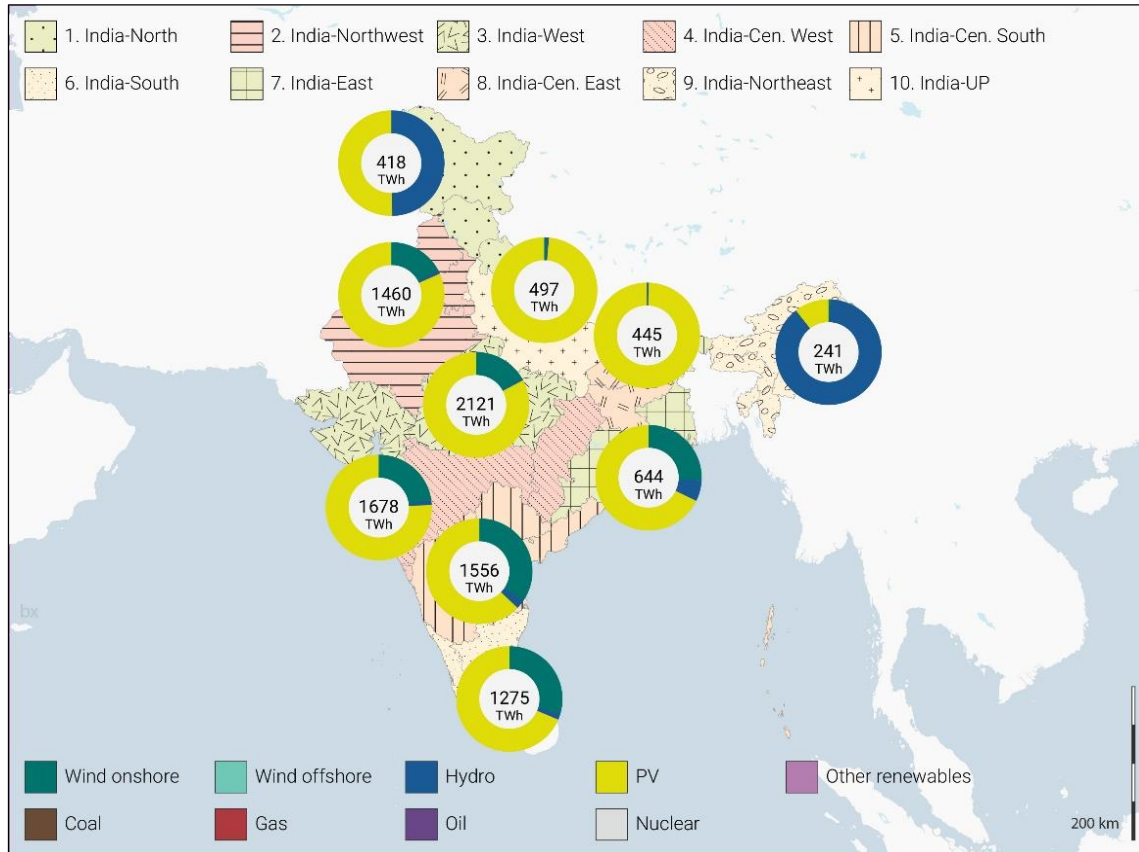 1. India-North
2. India-Northwest
3. India-West
4. India-Cen. West
5. India-Cen. South
6. India-South
7. India-East
8. India-Cen. East
9. India-Northeast
10. India-UP
418
TWh
1460
TWh
497
TWh
445
TWh
241
TWh
2121
TWh
644
TWh
1678
TWh
1556
TWh
1275
TWh
bx
Wind onshore
Wind offshore
Hydro
PV
Other renewables
Coal
Gas
Oil
Nuclear
200 km